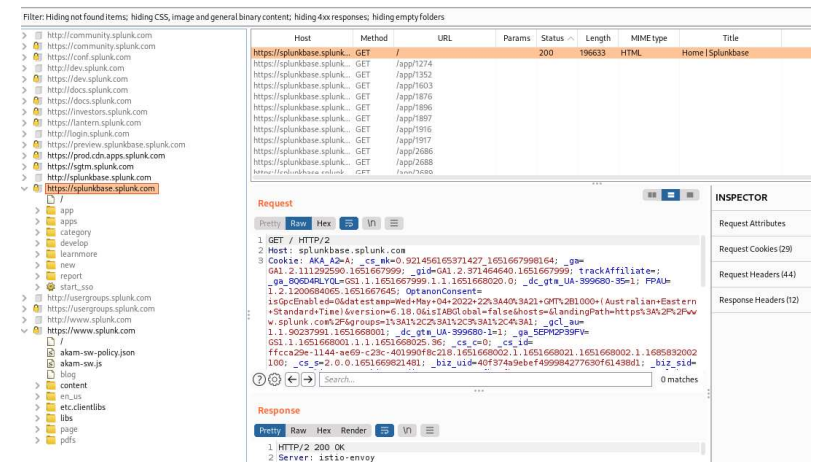 Filter: Hiding not found items; hiding CSS, image and general binary content; hiding 4xx responses; hiding empty folders
http://community.splunk.com
https://community.splunk.com
https://conf.splunk.com
http://dev.splunk.com
https://dev.splunk.com
http://docs.splunk.com
https://docs.splunk.com
https://investors.splunk.com
https://lantern.splunk.com
http://login.splunk.com
https://preview.splunkbase.splunk.com
https://prod.cdn.apps.splunk.com
https://sgtm.splunk.com
http://splunkbase.splunk.com
https://splunkbase.splunk.com
/
app
apps
category
develop
learnmore
new
report
start_sso
http://usergroups.splunk.com
https://usergroups.splunk.com
http://www.splunk.com
https://www.splunk.com
/
akam-sw-policy.json
akam-sw.js
blog
content
en_us
etc.clientlibs
libs
page
pdfs
Host Method URL Params Status Length MIME type Title
https://splunkbase.splunk... GET / 200 196633 HTML Home | Splunkbase
https://splunkbase.splunk... GET /app/1274
https://splunkbase.splunk... GET /app/1352
https://splunkbase.splunk... GET /app/1603
https://splunkbase.splunk... GET /app/1876
https://splunkbase.splunk... GET /app/1896
https://splunkbase.splunk... GET /app/1897
https://splunkbase.splunk... GET /app/1916
https://splunkbase.splunk... GET /app/1917
https://splunkbase.splunk... GET /app/2686
https://splunkbase.splunk... GET /app/2688
https://splunkbase.splunk... GET /app/2689
Request
Pretty Raw Hex \n
1 GET / HTTP/2
2 Host: splunkbase.splunk.com
3 Cookie: AKA_A2=A; _cs_mk=0.921456165371427_1651667998164; _ga=
GA1.2.111292590.1651667999; _gid=GA1.2.371464640.1651667999; trackAffiliate=;
_ga_8Q6D4RLYQL=GS1.1.1651667999.1.1.1651668020.0; _dc_gtm_UA-399680-35=1; FPAU=
1.2.1200684065.1651667645; OptanonConsent=
isGpcEnabled=0&datestamp=Wed+May+04+2022+22%3A40%3A21+GMT%2B1000+(Australian+Eastern
+Standard+Time)&version=6.18.0&isIABGlobal=false&hosts=&landingPath=https%3A%2F%2Fww
w.splunk.com%2F&groups=1%3A1%2C2%3A1%2C3%3A1%2C4%3A1; _gcl_au=
1.1.90237991.1651668001; _dc_gtm_UA-399680-1=1; _ga_5EPM2P39FV=
GS1.1.1651668001.1.1.1651668025.36; _cs_c=0; _cs_id=
ffcca29e-1144-ae69-c23c-401990f8c218.1651668002.1.1651668021.1651668002.1.1685832002
100; _cs_s=2.0.0.1651669821481; _biz_uid=40f374a9ebef499984277630f61438d1; _biz_sid=
Search...
0 matches
Response
Pretty Raw Hex Render \n
1 HTTP/2 200 OK
2 Server: istio-envoy
INSPECTOR
Request Attributes
Request Cookies (29)
Request Headers (44)
Response Headers (12)